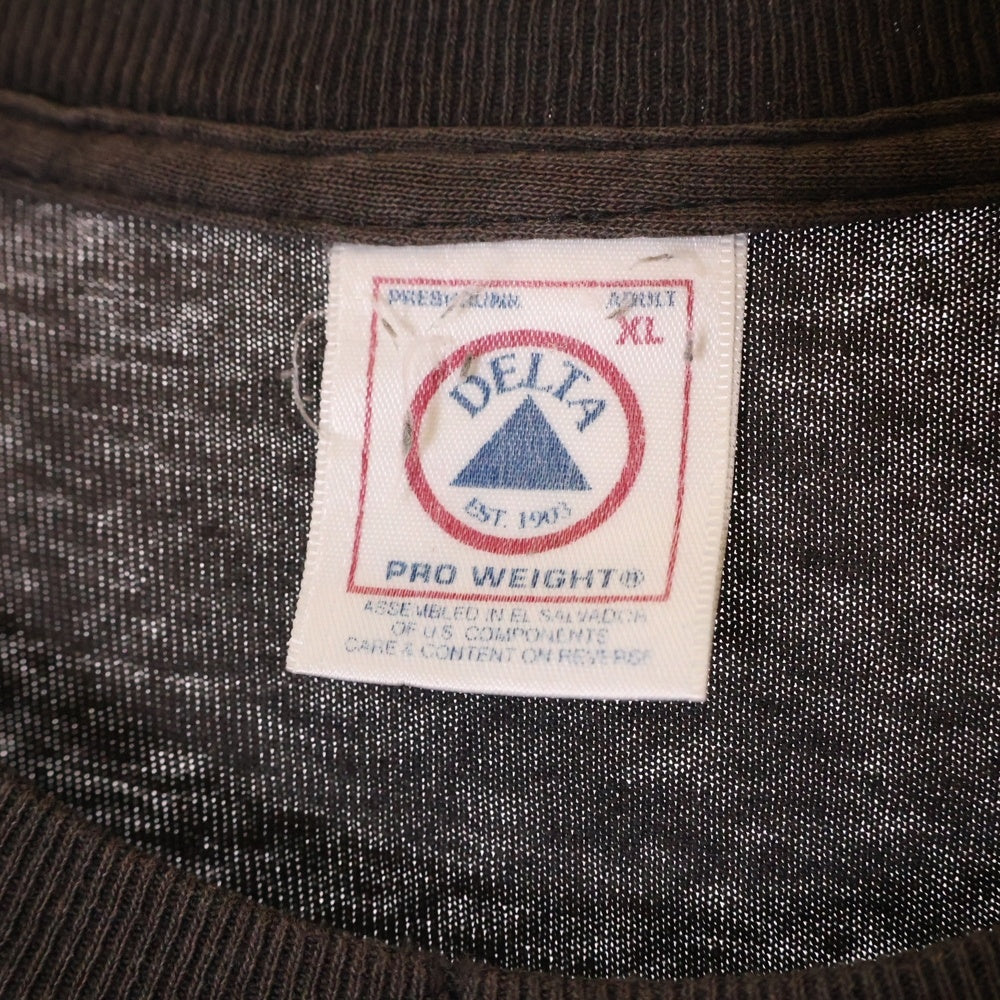 PRESHRUNK ADULT
XL
DELTA
EST. 1903
PRO WEIGHT®
ASSEMBLED IN EL SALVADOR
OF U.S. COMPONENTS
CARE & CONTENT ON REVERSE